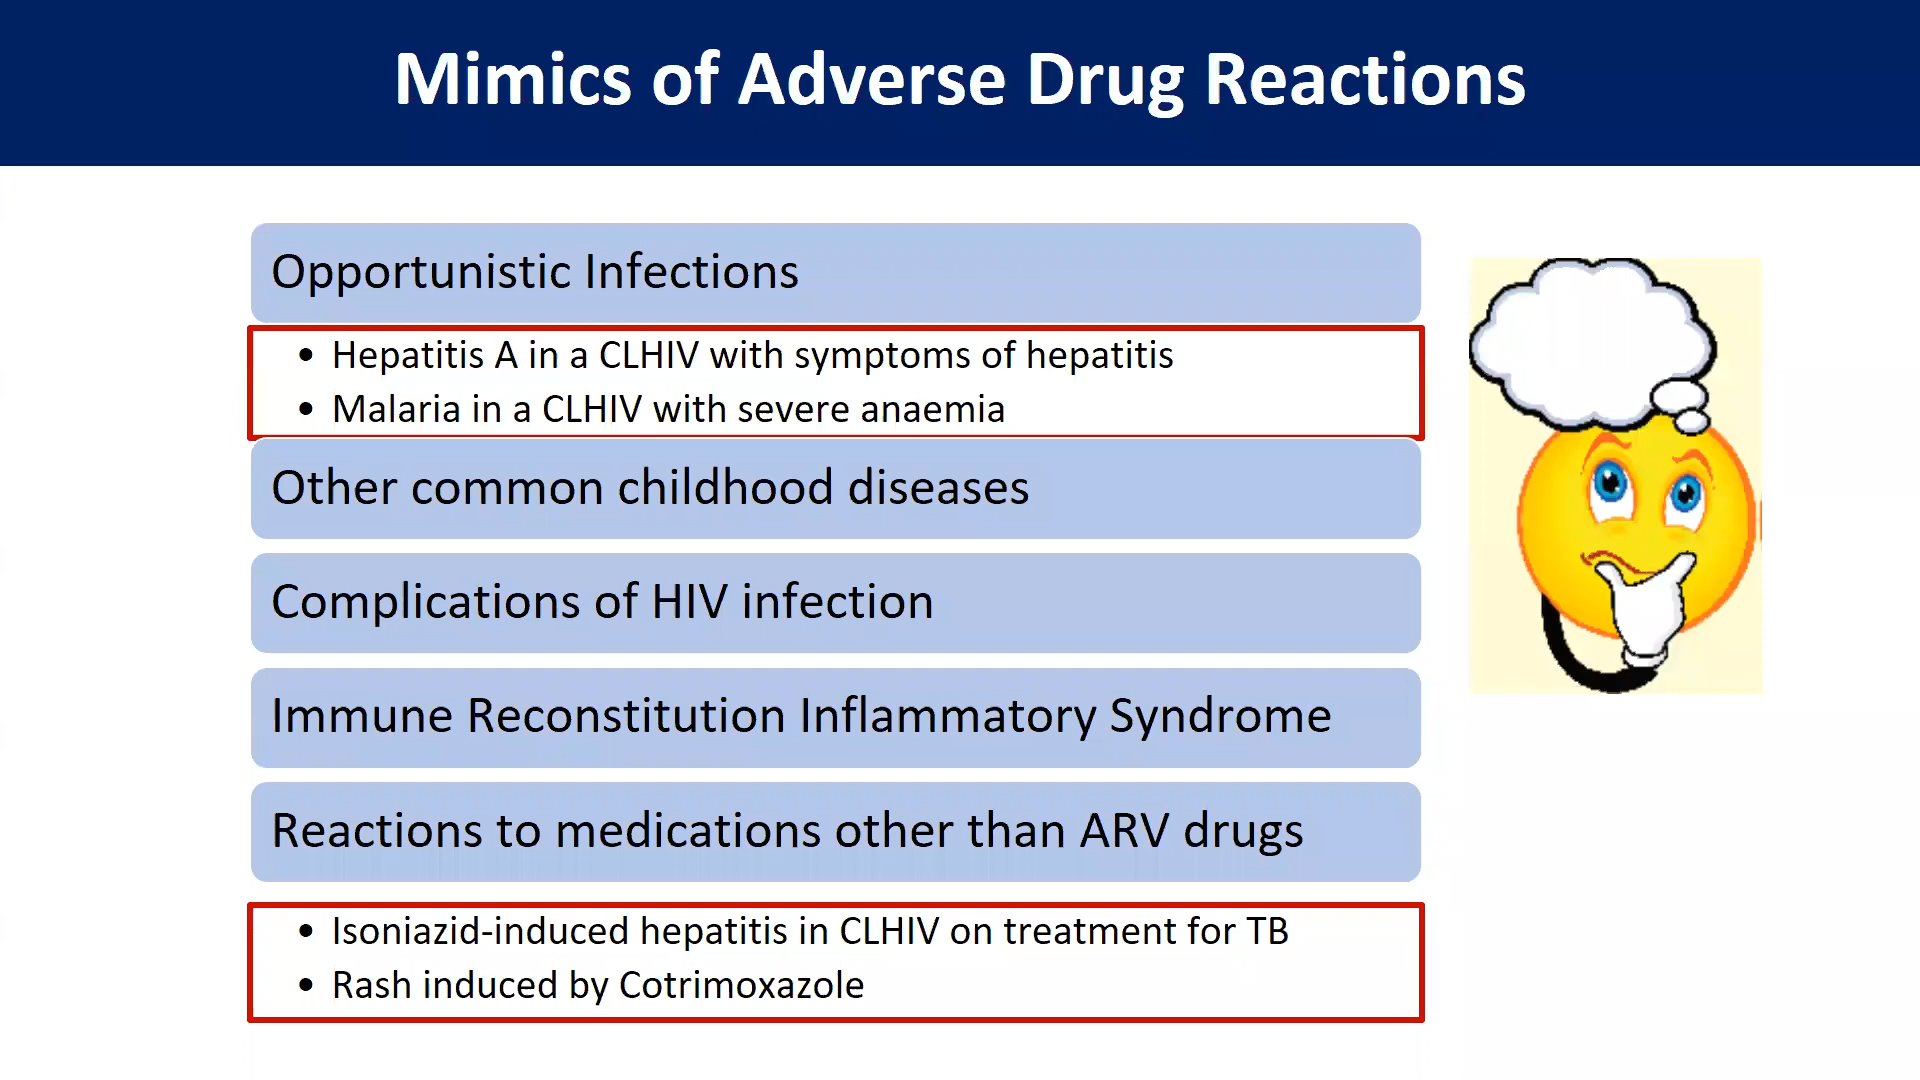 Mimics of Adverse Drug Reactions
Opportunistic Infections
• Hepatitis A in a CLHIV with symptoms of hepatitis
• Malaria in a CLHIV with severe anaemia
Other common childhood diseases
Complications of HIV infection
Immune Reconstitution Inflammatory Syndrome
Reactions to medications other than ARV drugs
• Isoniazid-induced hepatitis in CLHIV on treatment for TB
• Rash induced by Cotrimoxazole